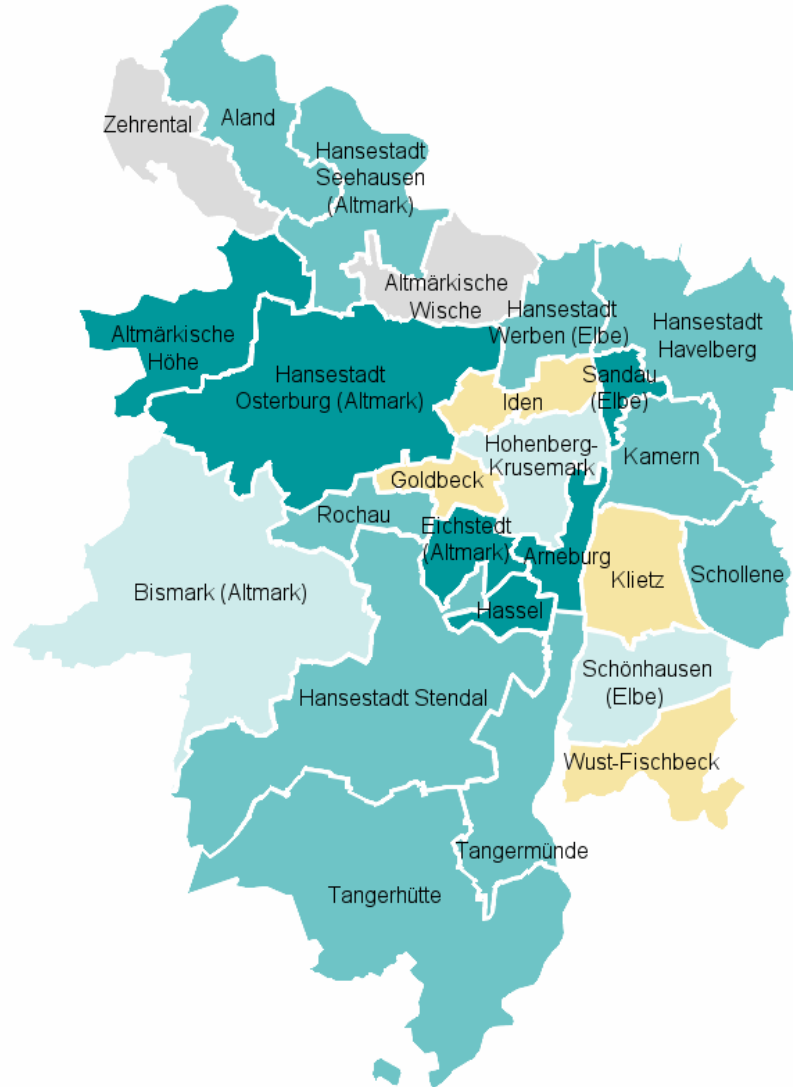 Zehrental
Aland
Hansestadt
Seehausen
(Altmark)
Altmärkische
Wische
Hansestadt
Werben (Elbe)
Hansestadt
Havelberg
Altmärkische
Höhe
Hansestadt
Osterburg (Altmark)
Iden
Sandau
(Elbe)
Hohenberg-
Krusemark
Kamern
Goldbeck
Rochau
Eichstedt
(Altmark)
Arneburg
Klietz
Schollene
Bismark (Altmark)
Hassel
Schönhausen
(Elbe)
Hansestadt Stendal
Wust-Fischbeck
Tangermünde
Tangerhütte